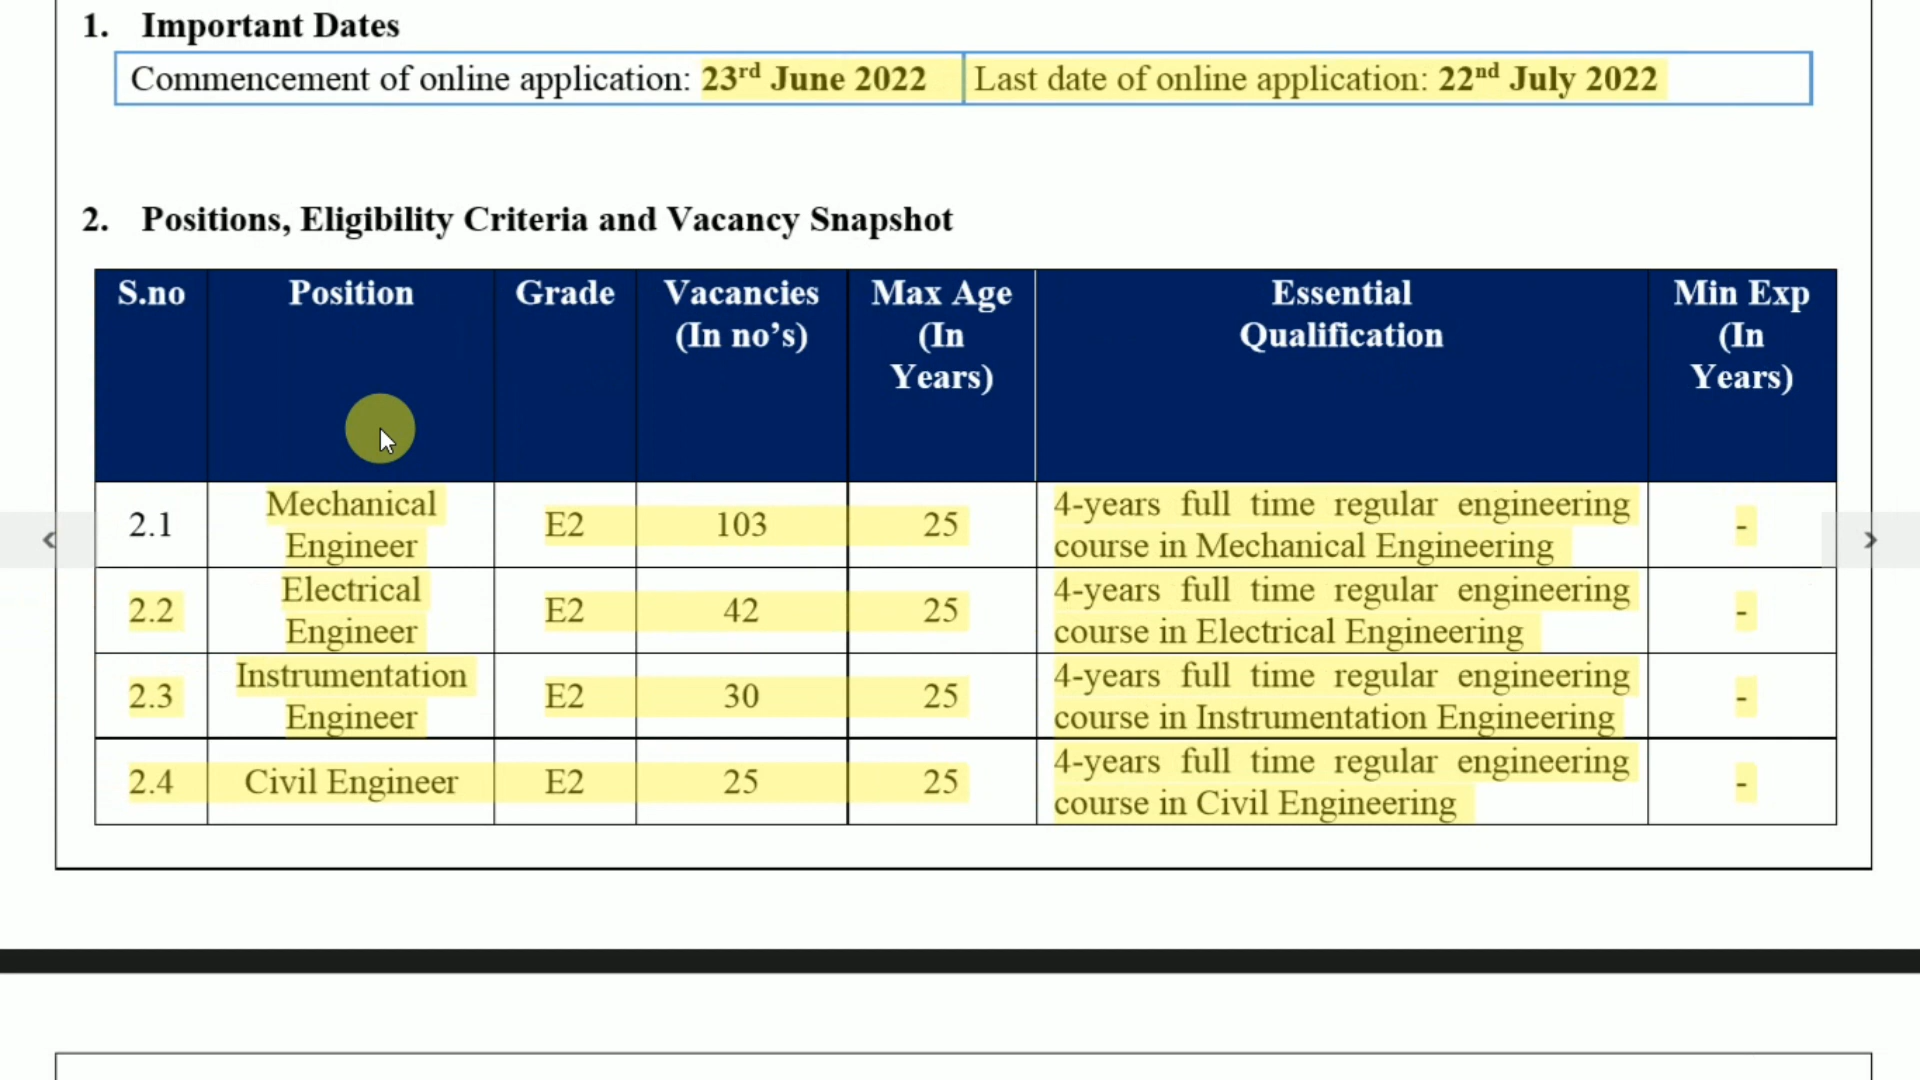 1. Important Dates
Commencement of online application: 23rd June 2022 Last date of online application: 22nd July 2022
2. Positions, Eligibility Criteria and Vacancy Snapshot
S.no Position Grade Vacancies (In no’s) Max Age (In Years) Essential Qualification Min Exp (In Years)
2.1 Mechanical Engineer E2 103 25 4-years full time regular engineering course in Mechanical Engineering -
2.2 Electrical Engineer E2 42 25 4-years full time regular engineering course in Electrical Engineering -
2.3 Instrumentation Engineer E2 30 25 4-years full time regular engineering course in Instrumentation Engineering -
2.4 Civil Engineer E2 25 25 4-years full time regular engineering course in Civil Engineering -